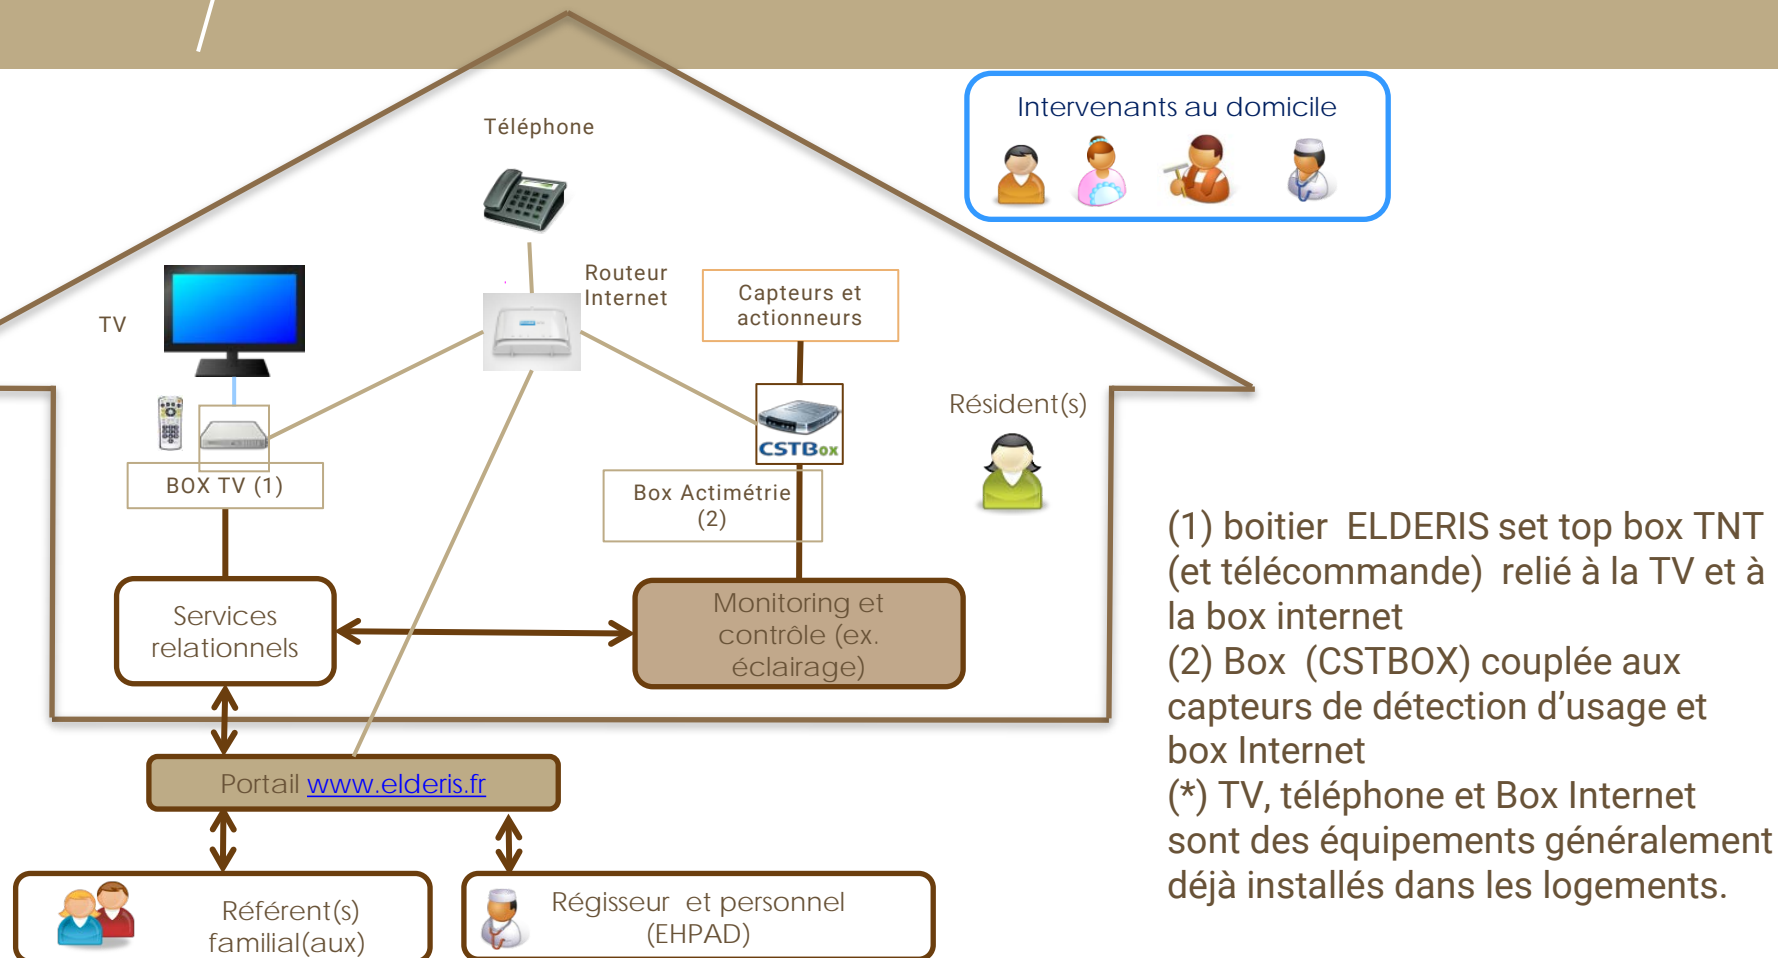 Intervenants au domicile
Téléphone
Routeur
Internet
Capteurs et
actionneurs
TV
Résident(s)
CSTBox
BOX TV (1)
Box Actimétrie
(2)
Services
relationnels
Monitoring et
contrôle (ex.
éclairage)
Portail www.elderis.fr
Référent(s)
familial(aux)
Régisseur et personnel
(EHPAD)
(1) boitier ELDERIS set top box TNT
(et télécommande) relié à la TV et à
la box internet
(2) Box (CSTBOX) couplée aux
capteurs de détection d’usage et
box Internet
(*) TV, téléphone et Box Internet
sont des équipements généralement
déjà installés dans les logements.